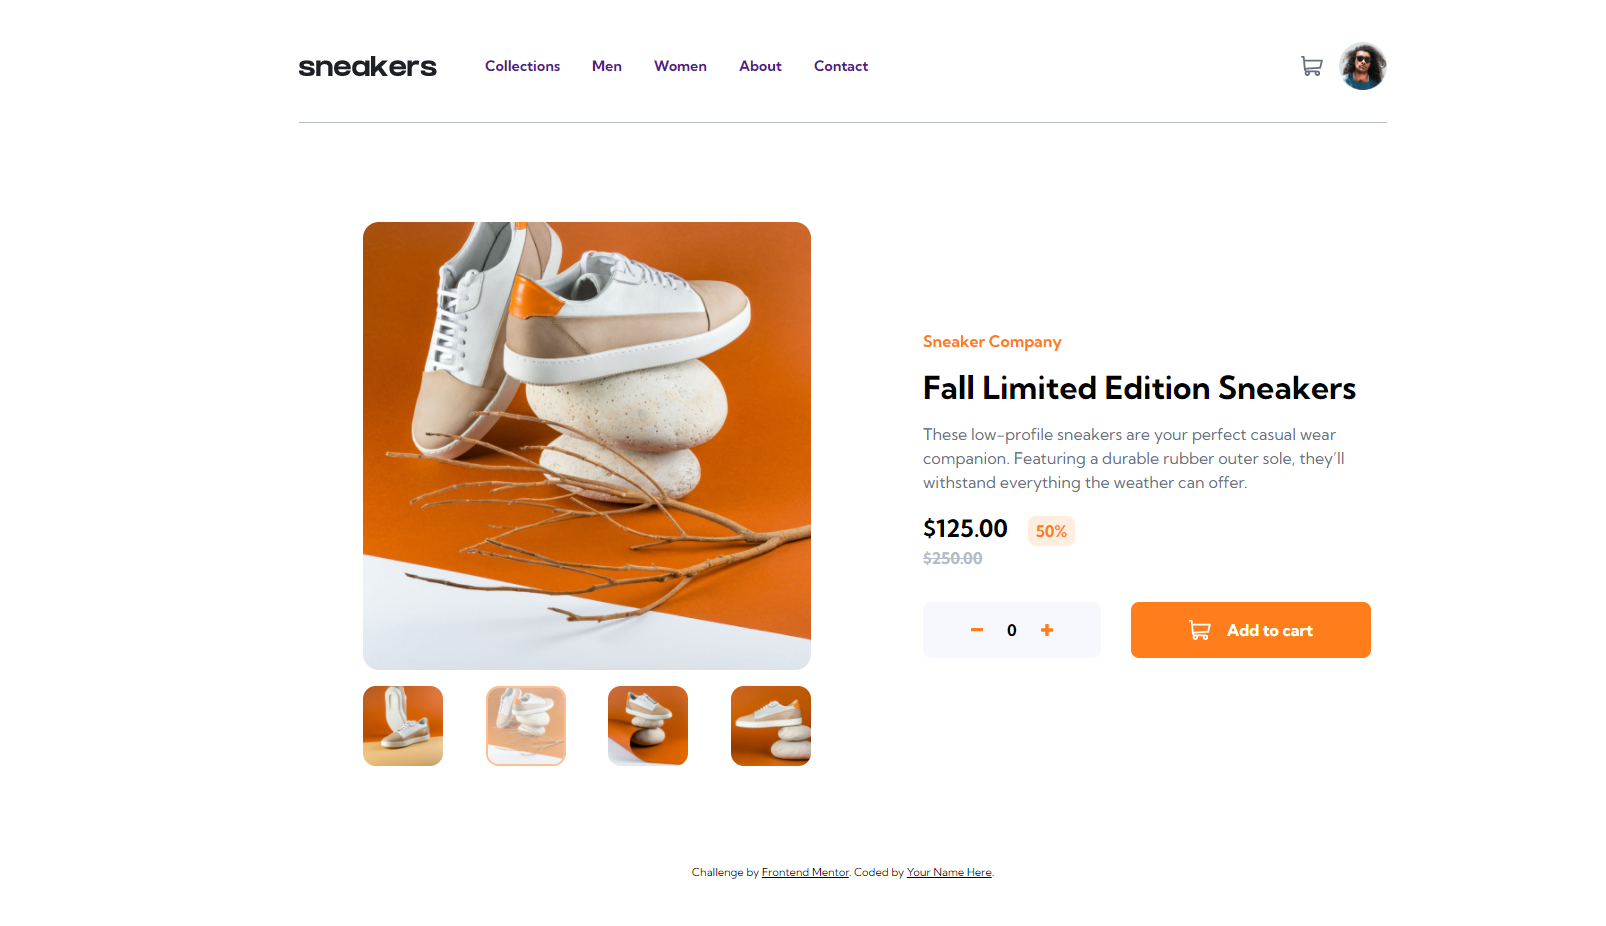 sneakers
Collections Men Women About Contact
Sneaker Company
Fall Limited Edition Sneakers
These low-profile sneakers are your perfect casual wear
companion. Featuring a durable rubber outer sole, they’ll
withstand everything the weather can offer.
$125.00 50%
$250.00
0
Add to cart
Challenge by Frontend Mentor. Coded by Your Name Here.